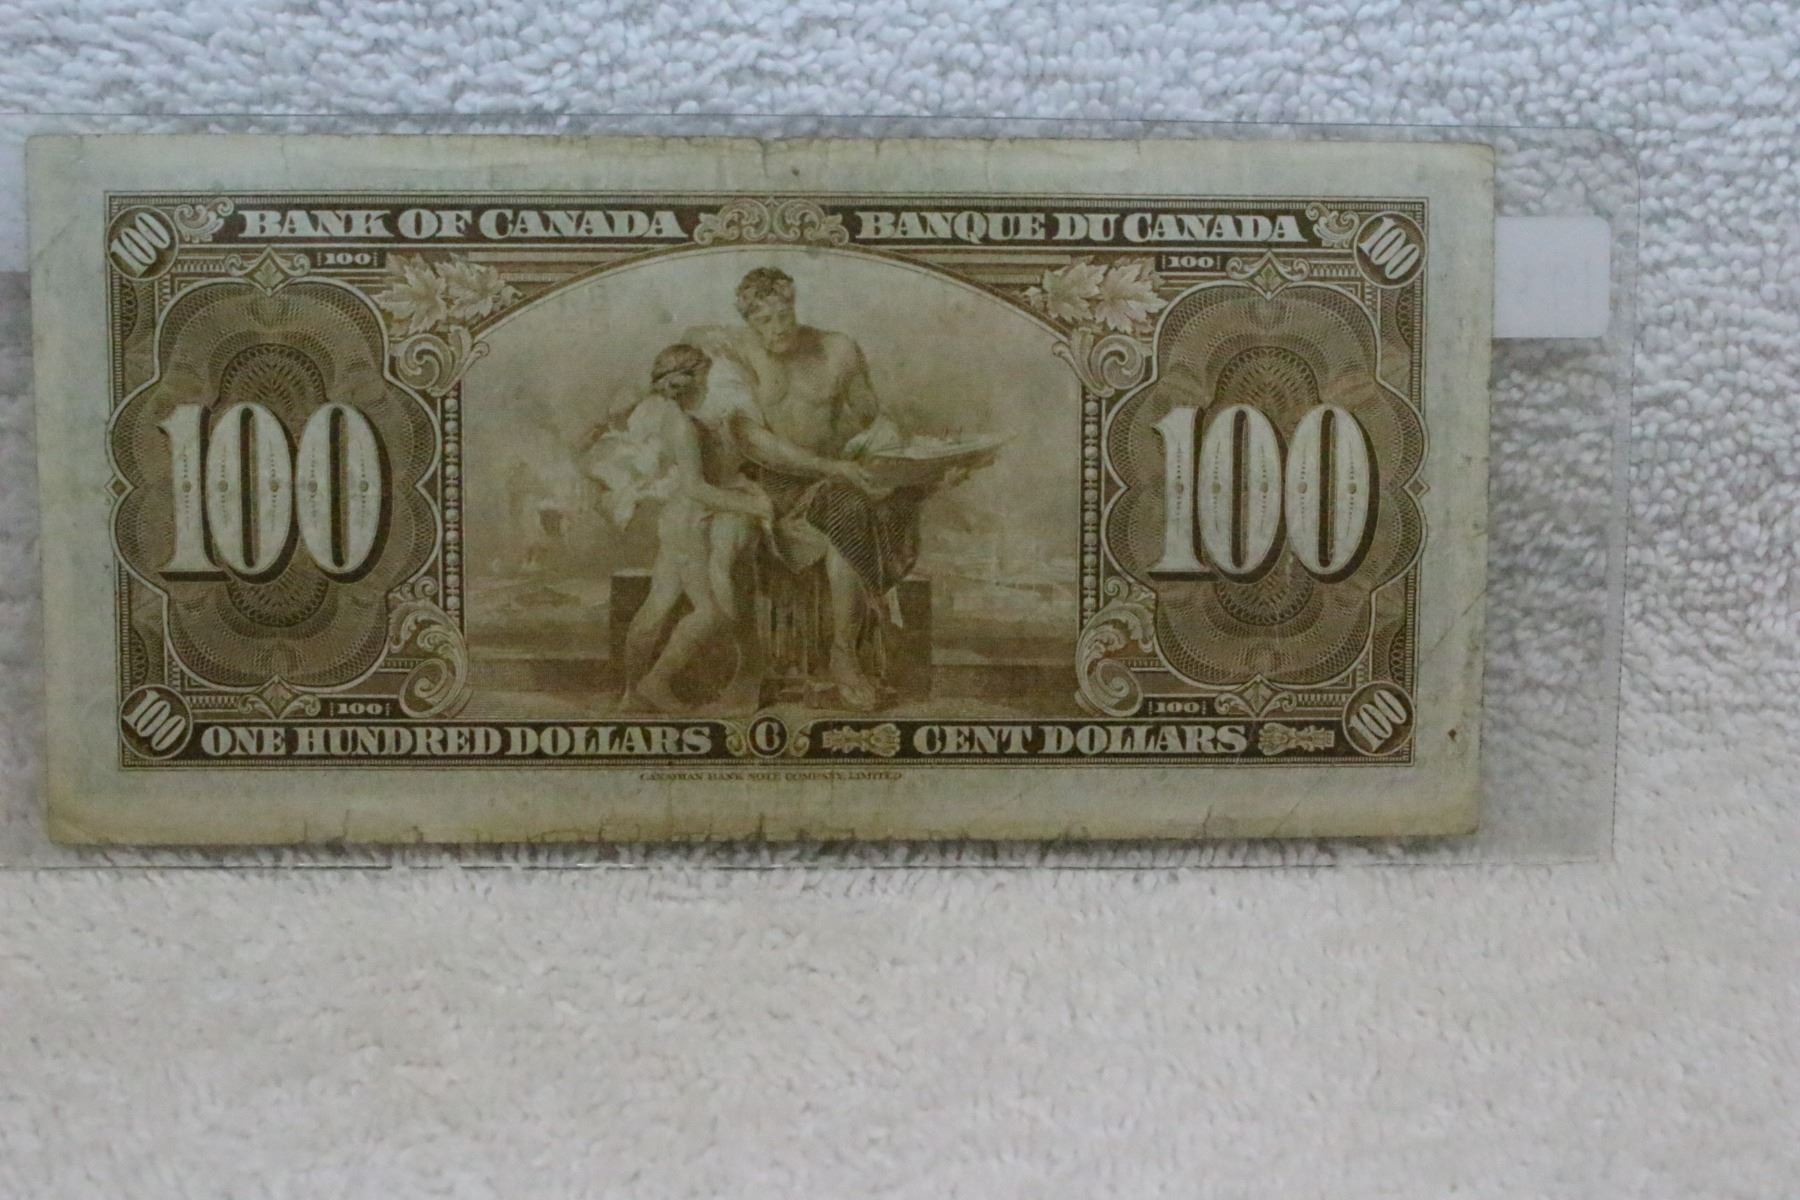 100 BANK OF CANADA BANQUE DU CANADA 100
100 100
100 100
100 100
100 ONE HUNDRED DOLLARS 6 CENT DOLLARS 100
CANADIAN BANK NOTE COMPANY, LIMITED